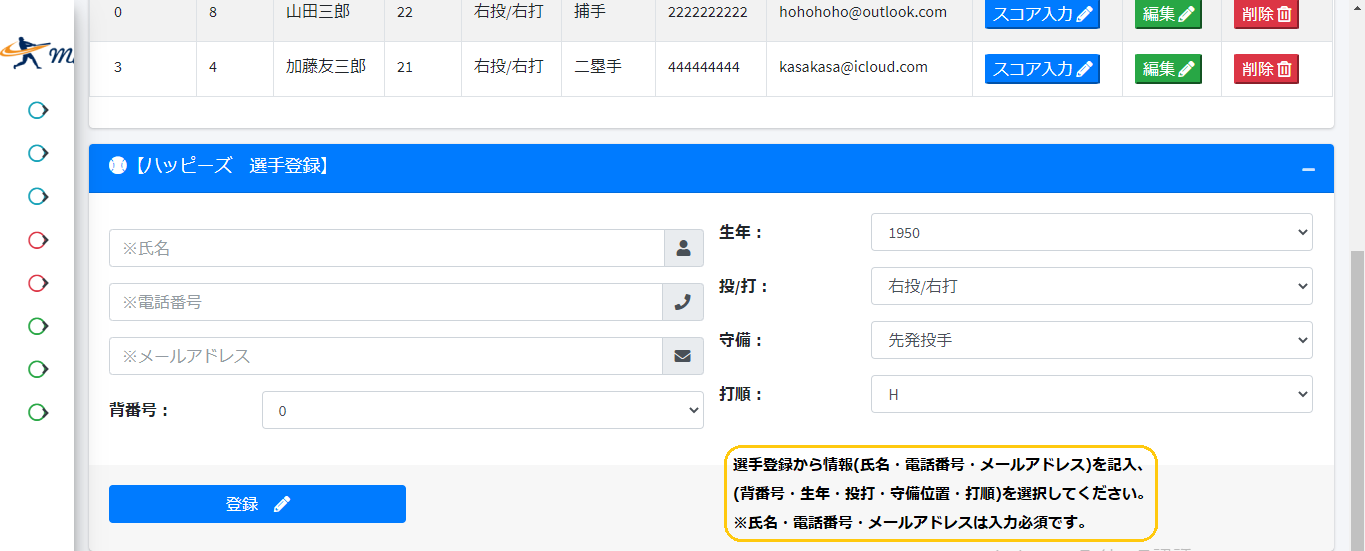 0 8 山田三郎 22 右投/右打 捕手 2222222222 hohohoho@outlook.com スコア入力 編集 削除
3 4 加藤友三郎 21 右投/右打 二塁手 444444444 kasakasa@icloud.com スコア入力 編集 削除
【ハッピーズ　選手登録】
※氏名
※電話番号
※メールアドレス
背番号： 0
生年： 1950
投/打： 右投/右打
守備： 先発投手
打順： H
登録
選手登録から情報(氏名・電話番号・メールアドレス)を記入、
(背番号・生年・投打・守備位置・打順)を選択してください。
※氏名・電話番号・メールアドレスは入力必須です。